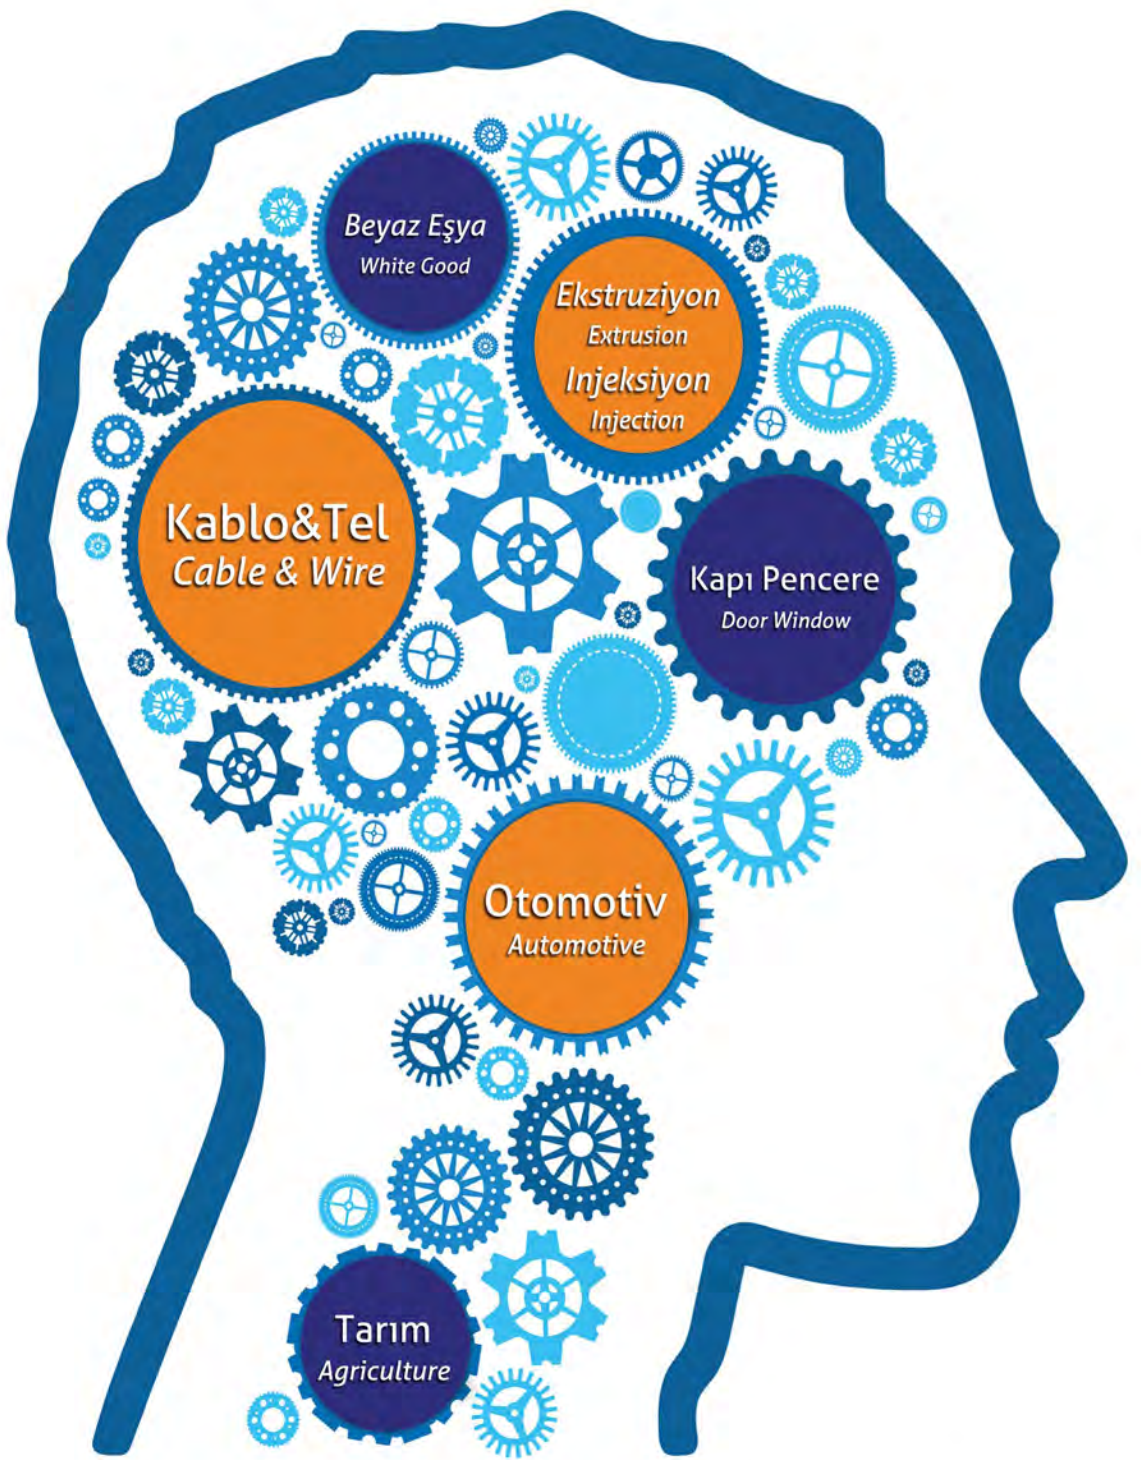 Beyaz Eşya
White Good
Ekstruziyon
Extrusion
Injeksiyon
Injection
Kablo&Tel
Cable & Wire
Kapı Pencere
Door Window
Otomotiv
Automotive
Tarım
Agriculture